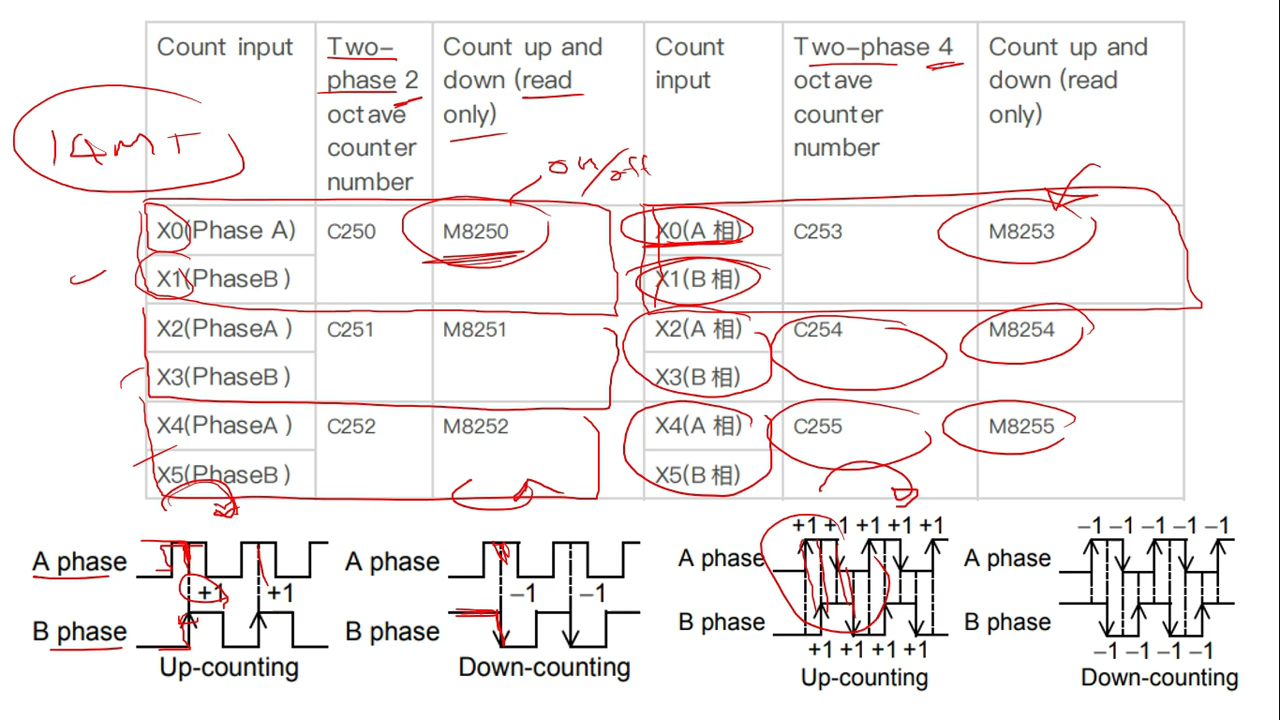 Count input
Two-
phase 2
octave
counter
number
Count up and
down (read
only)
Count
input
Two-phase 4
octave
counter
number
Count up and
down (read
only)
1AMT
on/off
X0(Phase A)
C250
M8250
X0(A 相)
C253
M8253
X1(PhaseB )
X1(B 相)
X2(PhaseA )
C251
M8251
X2(A 相)
C254
M8254
X3(PhaseB )
X3(B 相)
X4(PhaseA )
C252
M8252
X4(A 相)
C255
M8255
X5(PhaseB )
X5(B 相)
A phase
+1 +1
B phase
Up-counting
A phase
-1 -1
B phase
Down-counting
+1 +1 +1 +1 +1
A phase
B phase
+1 +1 +1 +1
Up-counting
-1 -1 -1 -1 -1
A phase
B phase
-1 -1 -1 -1
Down-counting